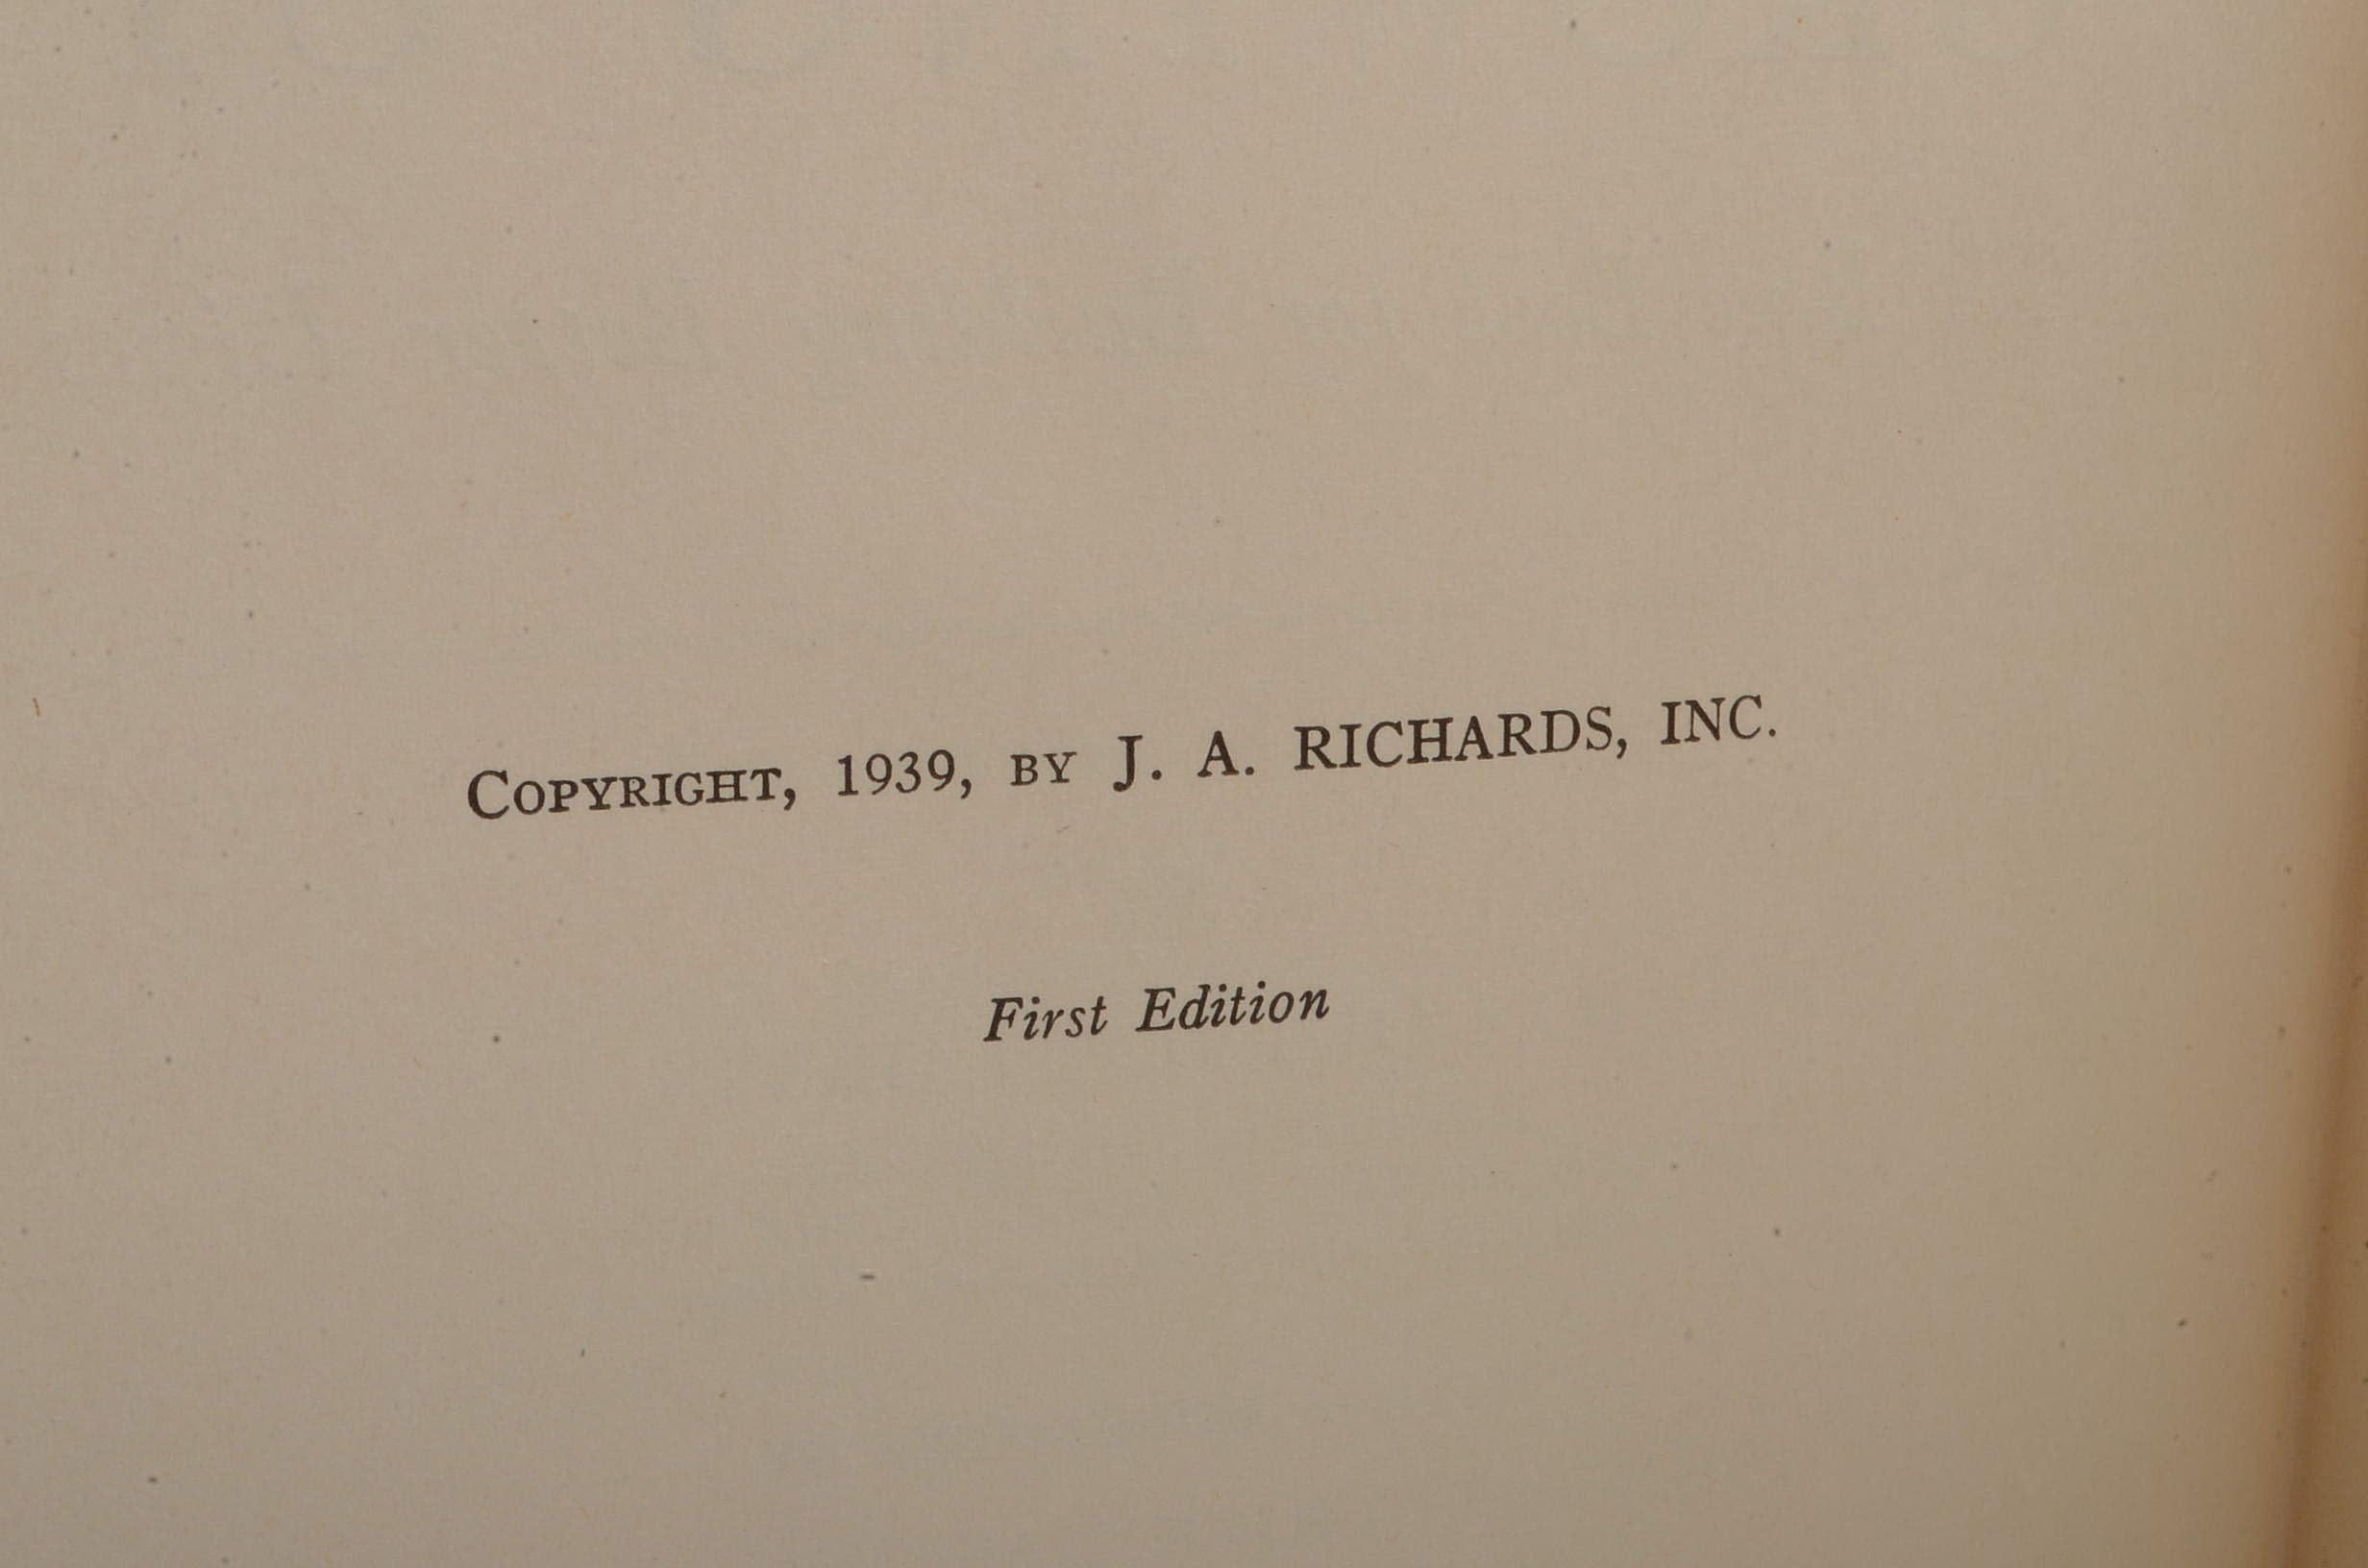 Copyright, 1939, by J. A. RICHARDS, INC.
First Edition